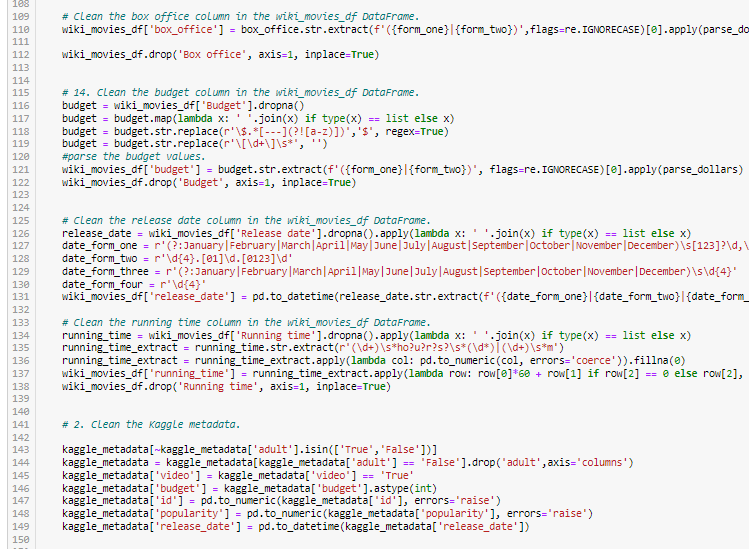 108
109 # Clean the box office column in the wiki_movies_df DataFrame.
110 wiki_movies_df['box_office'] = box_office.str.extract(f'({form_one}|{form_two})',flags=re.IGNORECASE)[0].apply(parse_do
111
112 wiki_movies_df.drop('Box office', axis=1, inplace=True)
113
114
115 # 14. Clean the budget column in the wiki_movies_df DataFrame.
116 budget = wiki_movies_df['Budget'].dropna()
117 budget = budget.map(lambda x: ' '.join(x) if type(x) == list else x)
118 budget = budget.str.replace(r'\$.*[---](?![a-z])','$', regex=True)
119 budget = budget.str.replace(r'\[\d+\]\s*', '')
120 #parse the budget values.
121 wiki_movies_df['budget'] = budget.str.extract(f'({form_one}|{form_two})', flags=re.IGNORECASE)[0].apply(parse_dollars)
122 wiki_movies_df.drop('Budget', axis=1, inplace=True)
123
124
125 # Clean the release date column in the wiki_movies_df DataFrame.
126 release_date = wiki_movies_df['Release date'].dropna().apply(lambda x: ' '.join(x) if type(x) == list else x)
127 date_form_one = r'(?:January|February|March|April|May|June|July|August|September|October|November|December)\s[123]?\d,\
128 date_form_two = r'\d{4}.[01]\d.[0123]\d'
129 date_form_three = r'(?:January|February|March|April|May|June|July|August|September|October|November|December)\s\d{4}'
130 date_form_four = r'\d{4}'
131 wiki_movies_df['release_date'] = pd.to_datetime(release_date.str.extract(f'({date_form_one}|{date_form_two}|{date_form_
132
133 # Clean the running time column in the wiki_movies_df DataFrame.
134 running_time = wiki_movies_df['Running time'].dropna().apply(lambda x: ' '.join(x) if type(x) == list else x)
135 running_time_extract = running_time.str.extract(r'(\d+)\s*ho?u?r?s?\s*(\d*)|(\d+)\s*m')
136 running_time_extract = running_time_extract.apply(lambda col: pd.to_numeric(col, errors='coerce')).fillna(0)
137 wiki_movies_df['running_time'] = running_time_extract.apply(lambda row: row[0]*60 + row[1] if row[2] == 0 else row[2],
138 wiki_movies_df.drop('Running time', axis=1, inplace=True)
139
140
141 # 2. Clean the Kaggle metadata.
142
143 kaggle_metadata[~kaggle_metadata['adult'].isin(['True','False'])]
144 kaggle_metadata = kaggle_metadata[kaggle_metadata['adult'] == 'False'].drop('adult',axis='columns')
145 kaggle_metadata['video'] = kaggle_metadata['video'] == 'True'
146 kaggle_metadata['budget'] = kaggle_metadata['budget'].astype(int)
147 kaggle_metadata['id'] = pd.to_numeric(kaggle_metadata['id'], errors='raise')
148 kaggle_metadata['popularity'] = pd.to_numeric(kaggle_metadata['popularity'], errors='raise')
149 kaggle_metadata['release_date'] = pd.to_datetime(kaggle_metadata['release_date'])
150